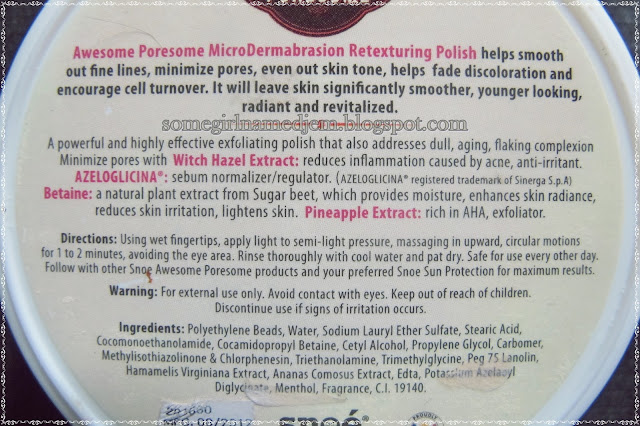 Awesome Poresome MicroDermabrasion Retexturing Polish helps smooth
out fine lines, minimize pores, even out skin tone, helps fade discoloration and
encourage cell turnover. It will leave skin significantly smoother, younger looking,
radiant and revitalized.
somegirlnamedjem.blogspot.com
A powerful and highly effective exfoliating polish that also addresses dull, aging, flaking complexion
Minimize pores with Witch Hazel Extract: reduces inflammation caused by acne, anti-irritant.
AZELOGLICINA®: sebum normalizer/regulator. (AZELOGLICINA® registered trademark of Sinerga S.p.A)
Betaine: a natural plant extract from Sugar beet, which provides moisture, enhances skin radiance,
reduces skin irritation, lightens skin. Pineapple Extract: rich in AHA, exfoliator.
Directions: Using wet fingertips, apply light to semi-light pressure, massaging in upward, circular motions
for 1 to 2 minutes, avoiding the eye area. Rinse thoroughly with cool water and pat dry. Safe for use every other day.
Follow with other Snoe Awesome Poresome products and your preferred Snoe Sun Protection for maximum results.
Warning: For external use only. Avoid contact with eyes. Keep out of reach of children.
Discontinue use if signs of irritation occurs.
Ingredients: Polyethylene Beads, Water, Sodium Lauryl Ether Sulfate, Stearic Acid,
Cocomonoethanolamide, Cocamidopropyl Betaine, Cetyl Alcohol, Propylene Glycol, Carbomer,
Methylisothiazolinone & Chlorphenesin, Triethanolamine, Trimethylglycine, Peg 75 Lanolin,
Hamamelis Virginiana Extract, Ananas Comosus Extract, Edta, Potassium Azelaoyl
Diglycinate, Menthol, Fragrance, C.I. 19140.
snoé®
PROUDLY